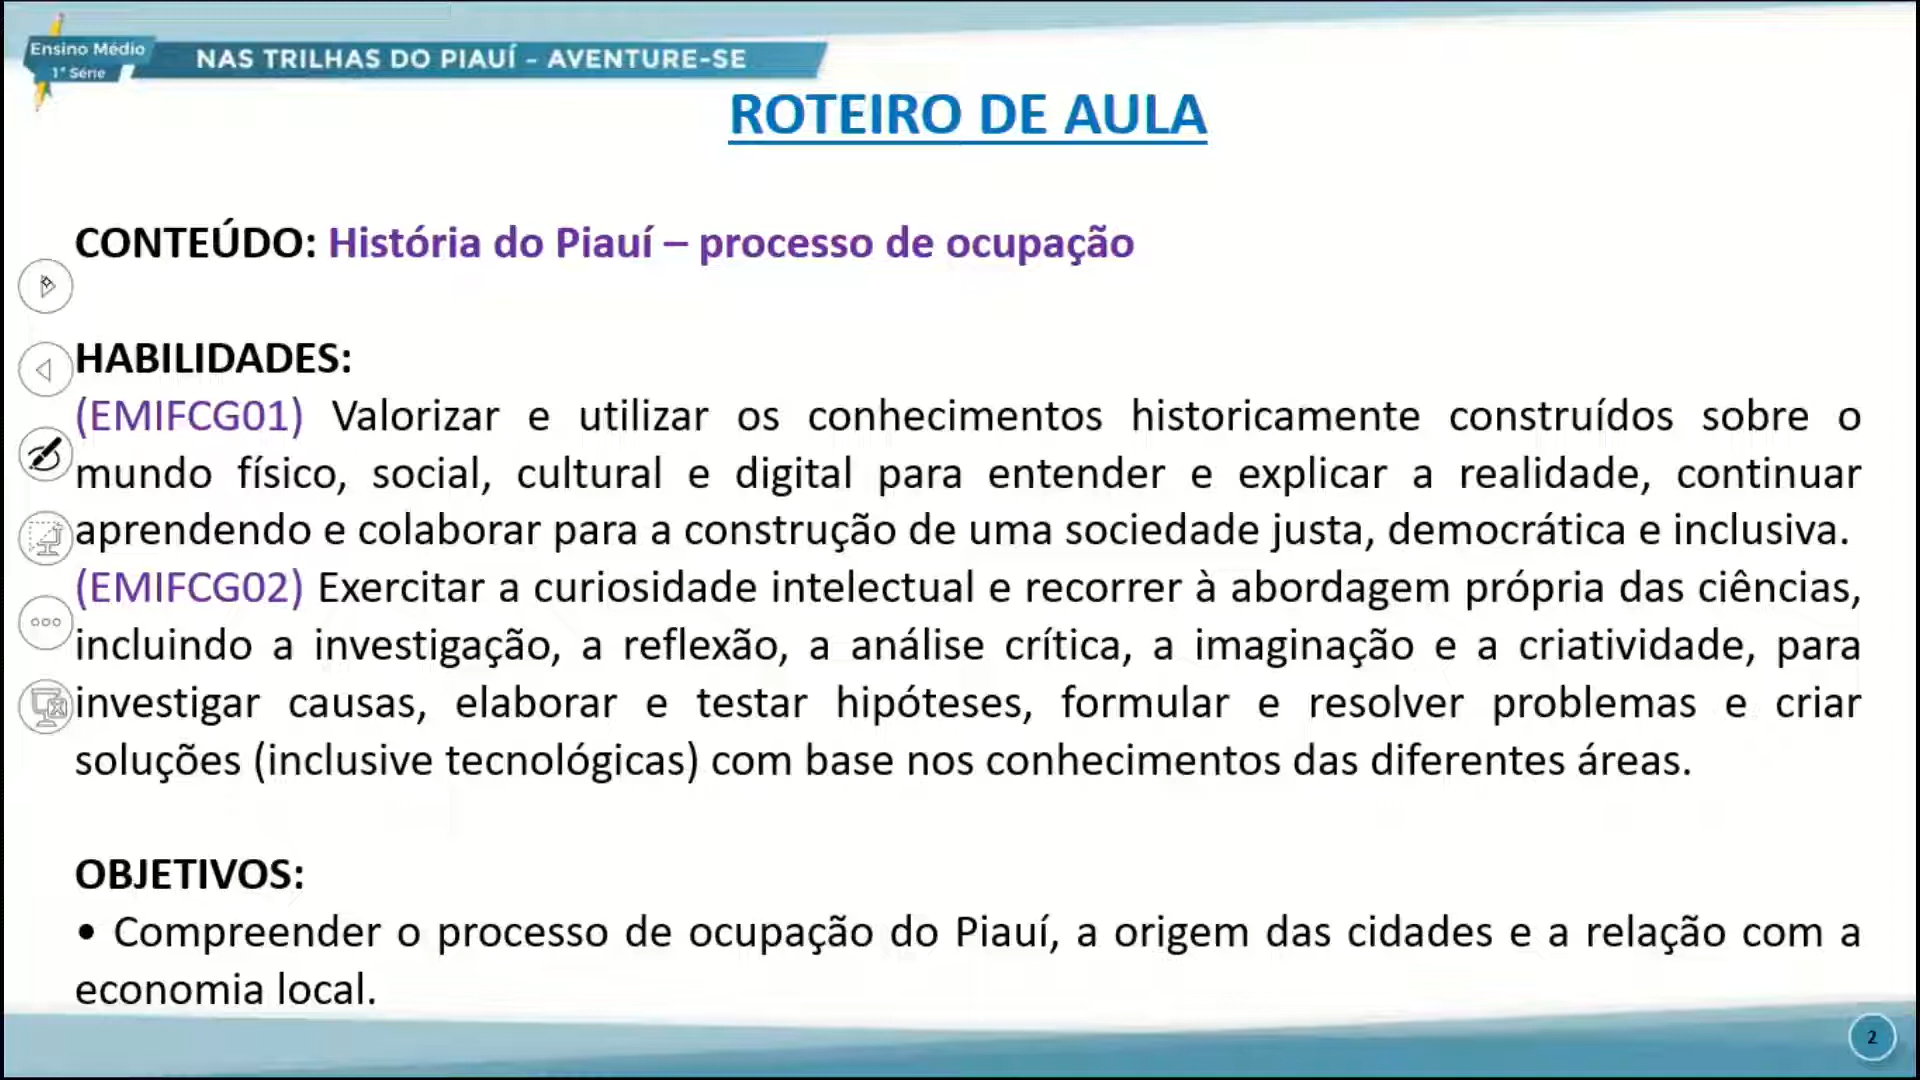 Ensino Médio
1ª Série
NAS TRILHAS DO PIAUÍ - AVENTURE-SE
ROTEIRO DE AULA
CONTEÚDO: História do Piauí – processo de ocupação
HABILIDADES:
(EMIFCG01) Valorizar e utilizar os conhecimentos historicamente construídos sobre o
mundo físico, social, cultural e digital para entender e explicar a realidade, continuar
aprendendo e colaborar para a construção de uma sociedade justa, democrática e inclusiva.
(EMIFCG02) Exercitar a curiosidade intelectual e recorrer à abordagem própria das ciências,
incluindo a investigação, a reflexão, a análise crítica, a imaginação e a criatividade, para
investigar causas, elaborar e testar hipóteses, formular e resolver problemas e criar
soluções (inclusive tecnológicas) com base nos conhecimentos das diferentes áreas.
OBJETIVOS:
• Compreender o processo de ocupação do Piauí, a origem das cidades e a relação com a
economia local.
2